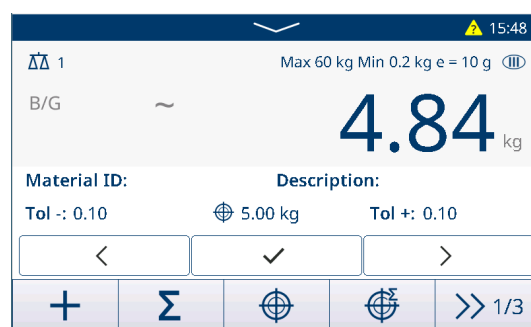 15:48
1 Max 60 kg Min 0.2 kg e = 10 g III
B/G ~ 4.84 kg
Material ID: Description:
Tol -: 0.10 5.00 kg Tol +: 0.10
1/3